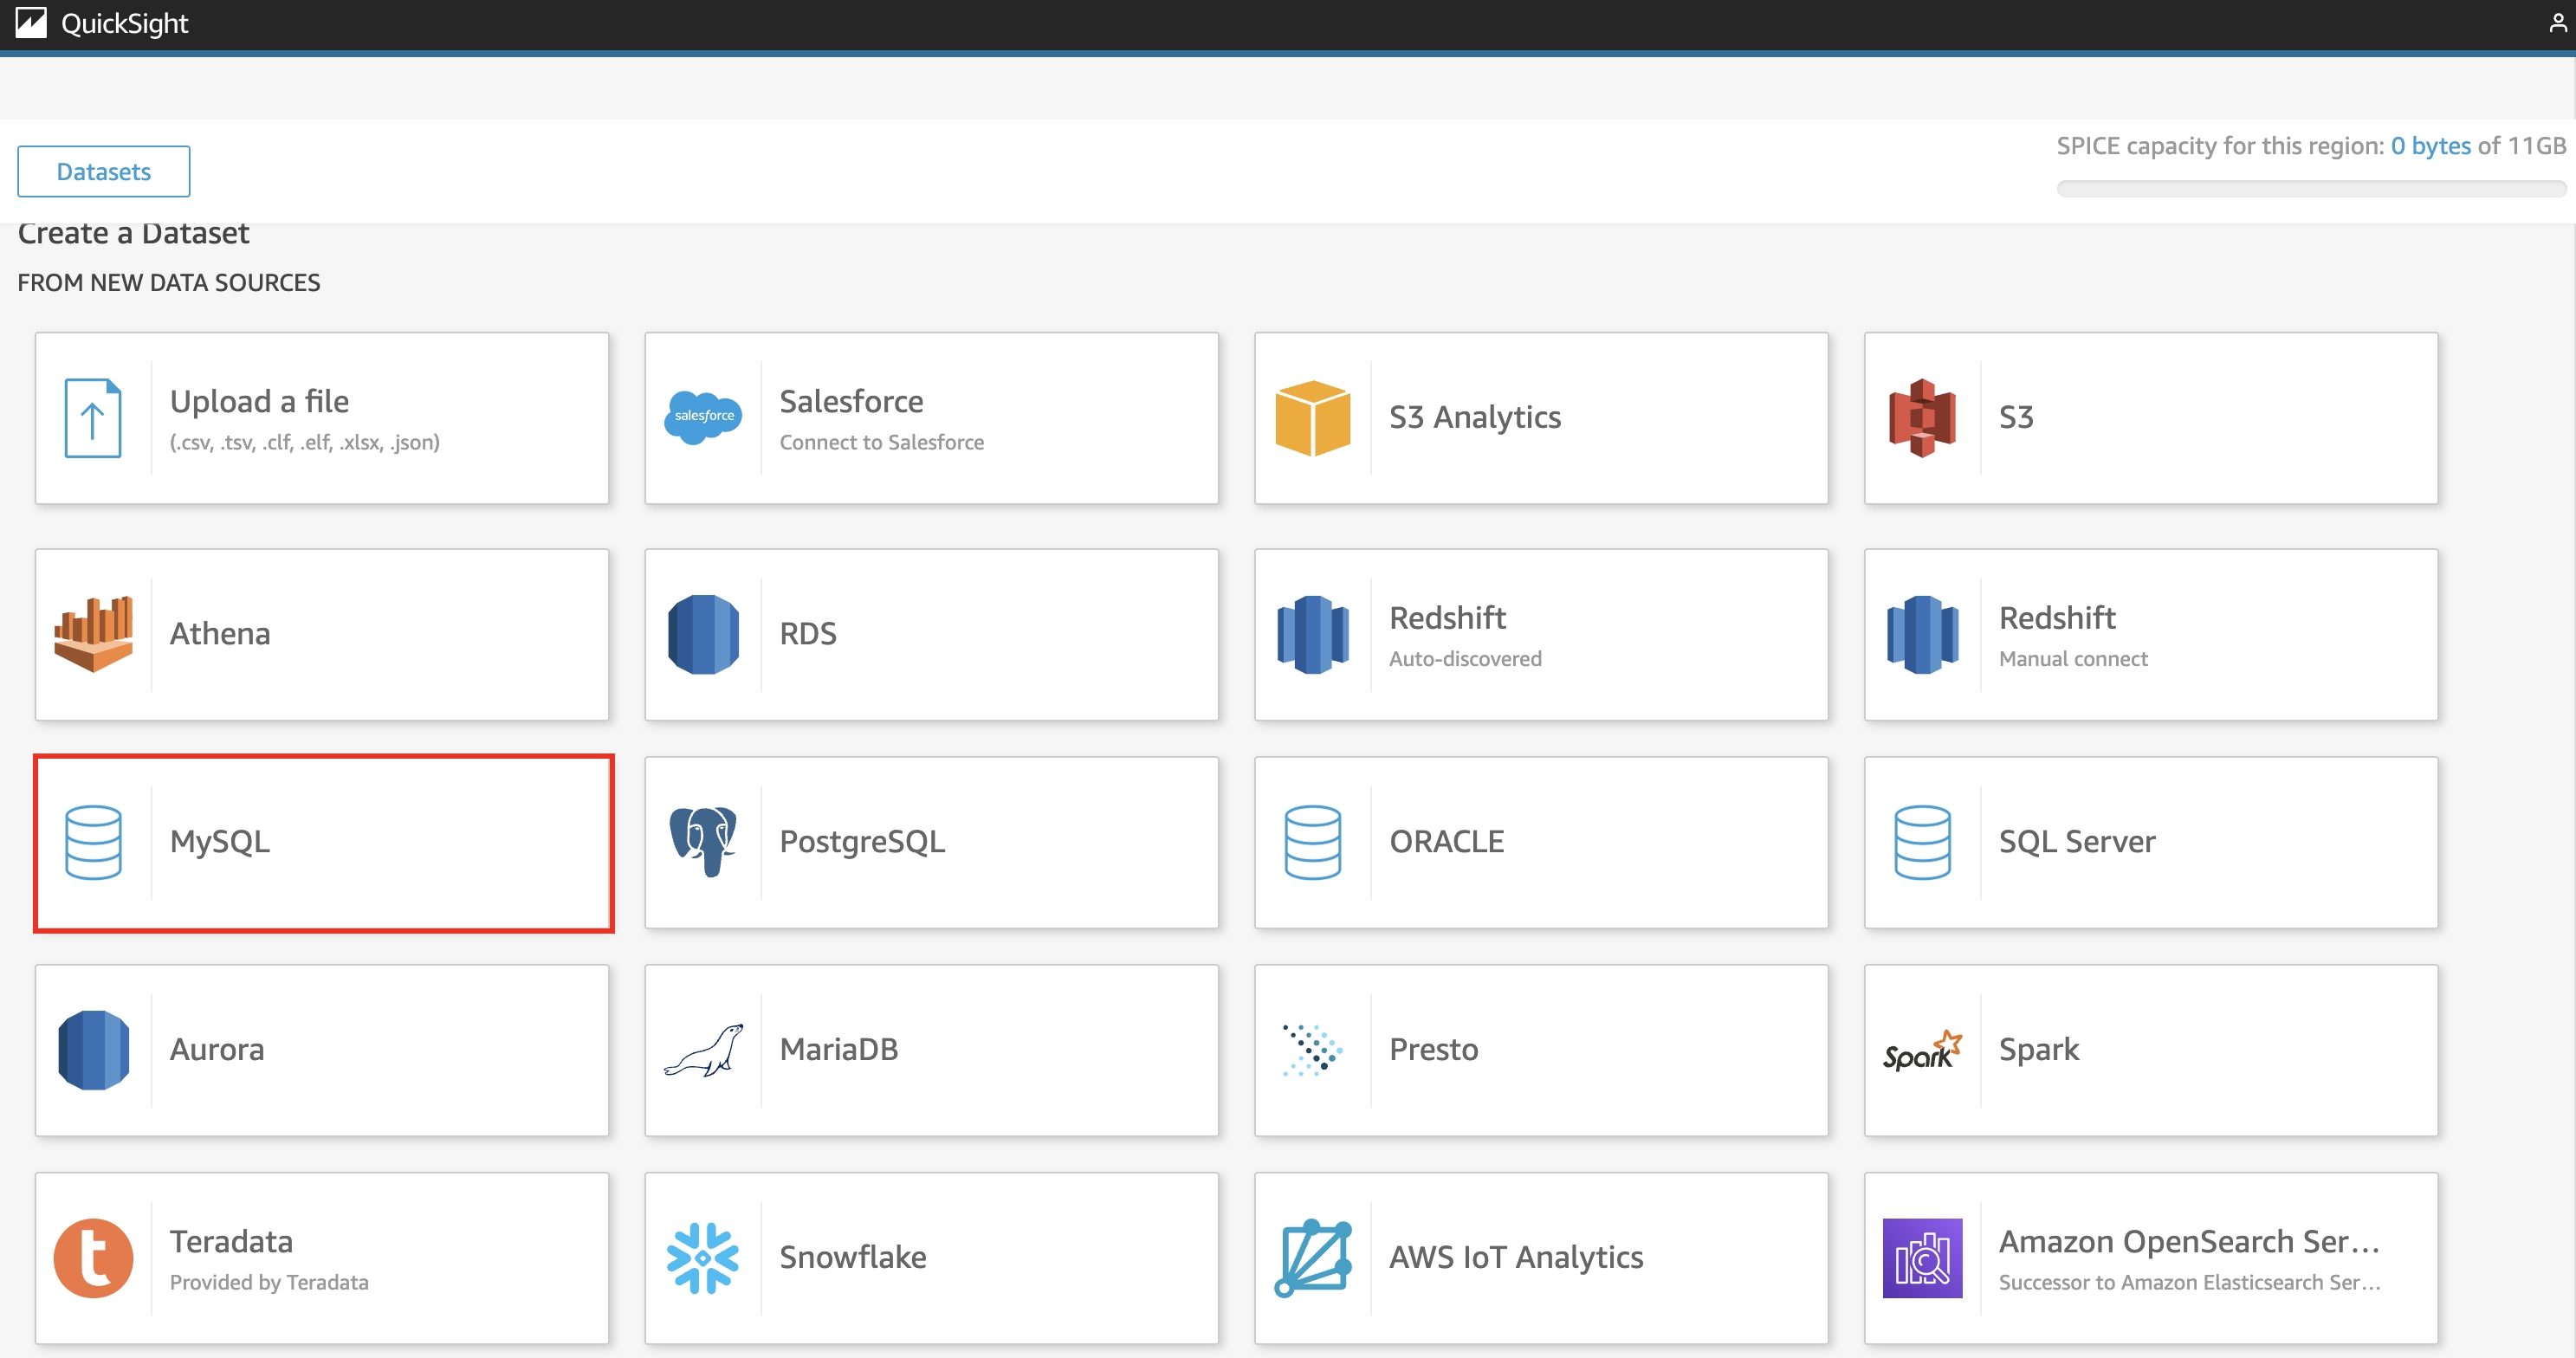 QuickSight
Datasets
SPICE capacity for this region: 0 bytes of 11GB
Create a Dataset
FROM NEW DATA SOURCES
Upload a file
(.csv, .tsv, .clf, .elf, .xlsx, .json)
salesforce
Salesforce
Connect to Salesforce
S3 Analytics
S3
Athena
RDS
Redshift
Auto-discovered
Redshift
Manual connect
MySQL
PostgreSQL
ORACLE
SQL Server
Aurora
MariaDB
Presto
Spark
Spark
t
Teradata
Provided by Teradata
Snowflake
AWS IoT Analytics
Amazon OpenSearch Ser...
Successor to Amazon Elasticsearch Ser...